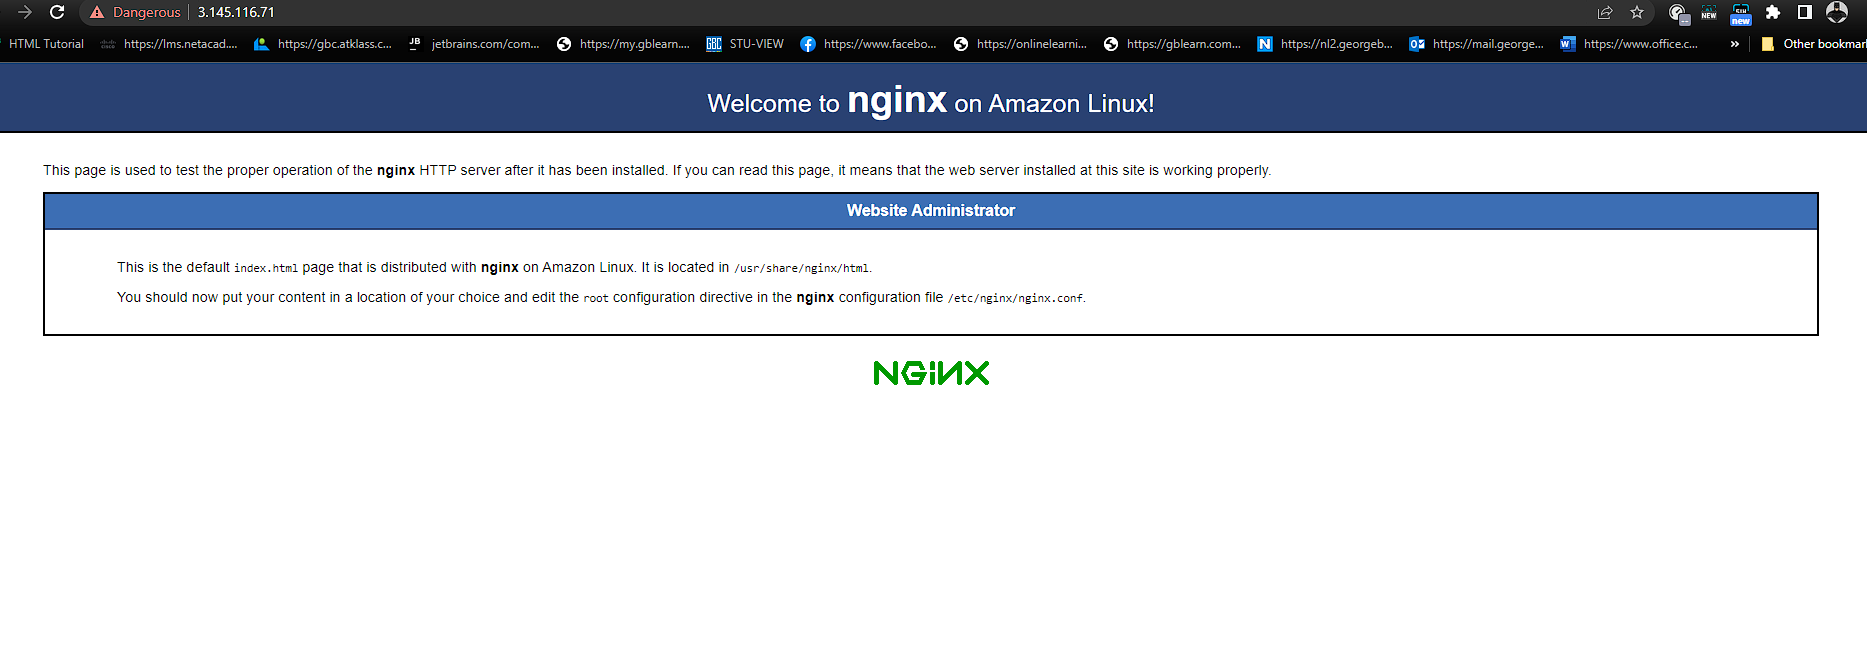 Dangerous 3.145.116.71
NEW
new
HTML Tutorial https://lms.netacad.... https://gbc.atklass.c... JB jetbrains.com/com... https://my.gblearn.... GBC STU-VIEW https://www.facebo... https://onlinelearni... https://gblearn.com... N https://nl2.georgeb... https://mail.george... https://www.office.c... » Other bookmar
Welcome to nginx on Amazon Linux!
This page is used to test the proper operation of the nginx HTTP server after it has been installed. If you can read this page, it means that the web server installed at this site is working properly.
Website Administrator
This is the default index.html page that is distributed with nginx on Amazon Linux. It is located in /usr/share/nginx/html.
You should now put your content in a location of your choice and edit the root configuration directive in the nginx configuration file /etc/nginx/nginx.conf.
NGINX